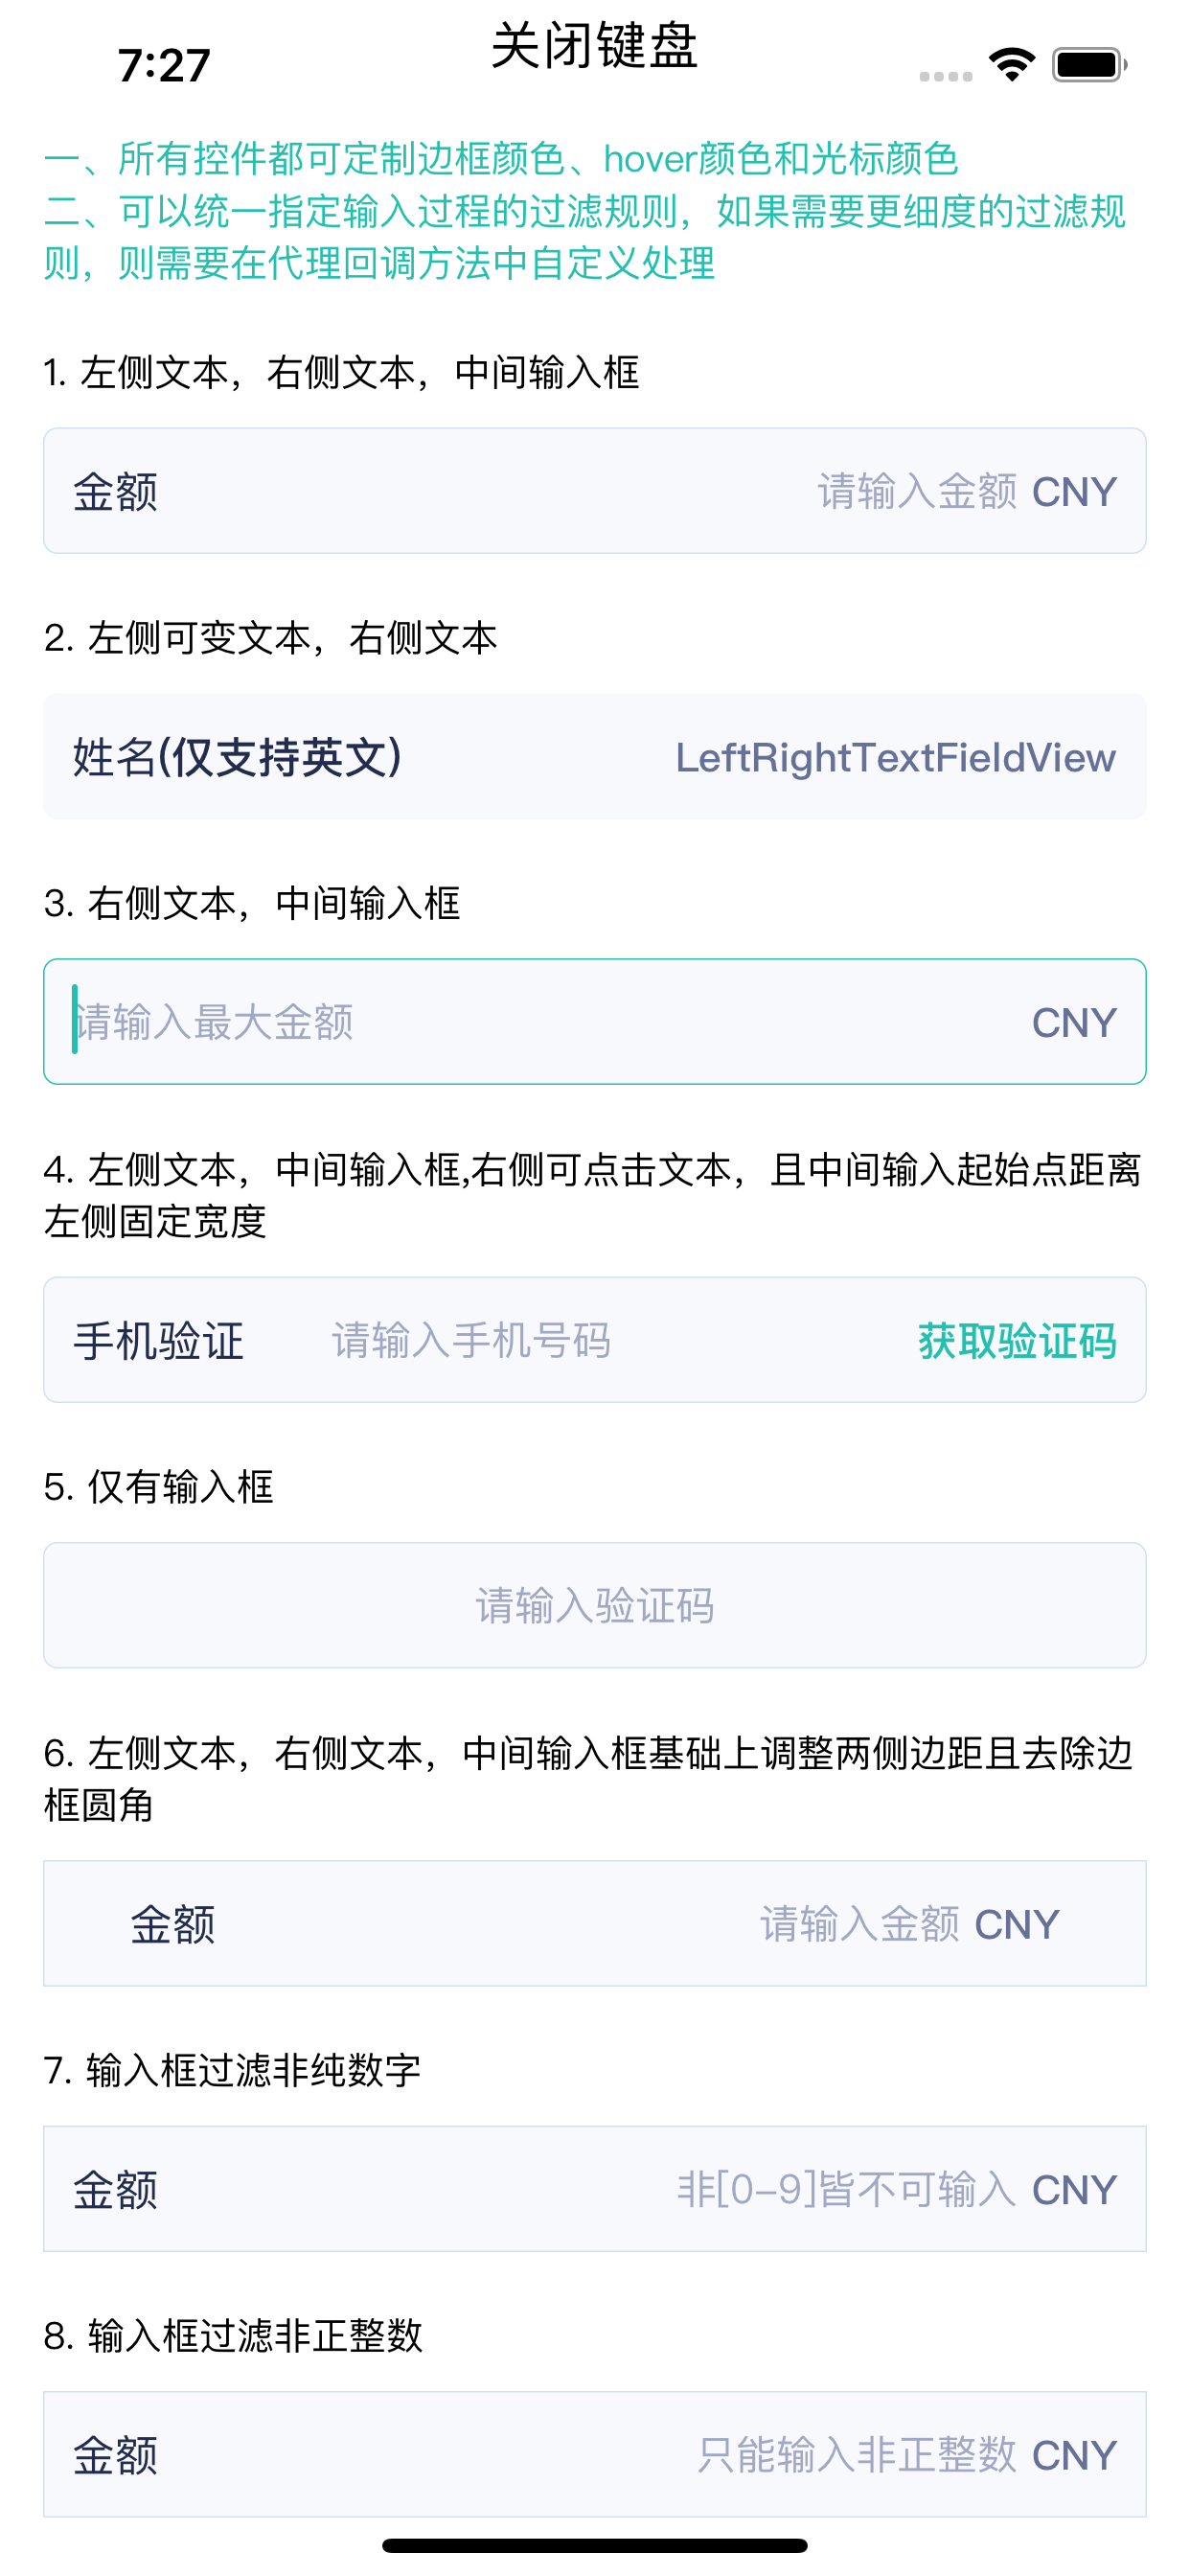 关闭键盘
7:27
一、所有控件都可定制边框颜色、hover颜色和光标颜色
二、可以统一指定输入过程的过滤规则，如果需要更细度的过滤规
则，则需要在代理回调方法中自定义处理
1. 左侧文本，右侧文本，中间输入框
金额 请输入金额 CNY
2. 左侧可变文本，右侧文本
姓名(仅支持英文) LeftRightTextFieldView
3. 右侧文本，中间输入框
请输入最大金额 CNY
4. 左侧文本，中间输入框,右侧可点击文本，且中间输入起始点距离
左侧固定宽度
手机验证 请输入手机号码 获取验证码
5. 仅有输入框
请输入验证码
6. 左侧文本，右侧文本，中间输入框基础上调整两侧边距且去除边
框圆角
金额 请输入金额 CNY
7. 输入框过滤非纯数字
金额 非[0-9]皆不可输入 CNY
8. 输入框过滤非正整数
金额 只能输入非正整数 CNY